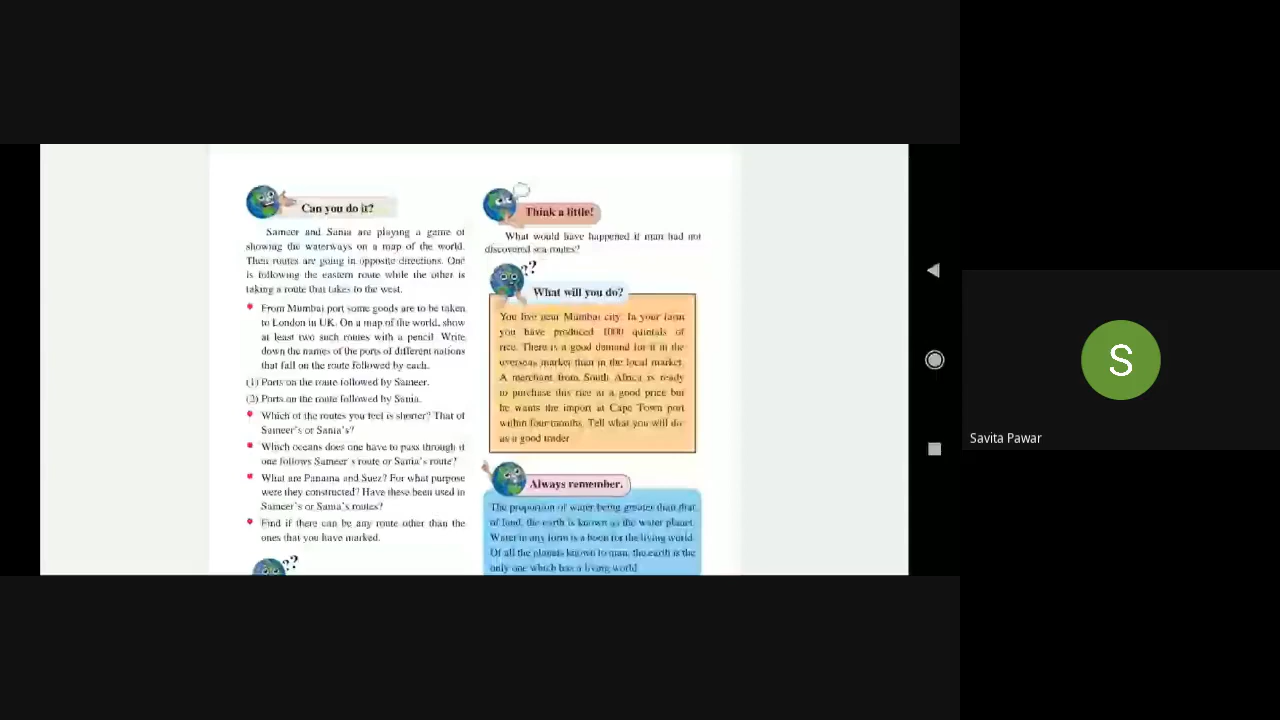 Can you do it?
Sameer and Sania are playing a game of
showing the waterways on a map of the world.
Their routes are going in opposite directions. One
is following the eastern route while the other is
taking a route that takes to the west.
From Mumbai port some goods are to be taken
to London in UK. On a map of the world, show
at least two such routes with a pencil. Write
down the names of the ports of different nations
that fall on the route followed by each.
(1) Ports on the route followed by Sameer.
(2) Ports on the route followed by Sania.
Which of the routes you feel is shorter? That of
Sameer's or Sania's?
Which oceans does one have to pass through if
one follows Sameer's route or Sania's route?
What are Panama and Suez? For what purpose
were they constructed? Have these been used in
Sameer's or Sania's routes?
Find if there can be any route other than the
ones that you have marked.
??
Think a little!
What would have happened if man had not
discovered sea routes?
??
What will you do?
You live near Mumbai city. In your farm
you have produced 1000 quintals of
rice. There is a good demand for it in the
overseas market than in the local market.
A merchant from South Africa is ready
to purchase this rice at a good price but
he wants the import at Cape Town port
within four months. Tell what you will do
as a good trader
Always remember.
The proportion of water being greater than that
of land, the earth is known as the water planet.
Water in any form is a boon for the living world.
Of all the planets known to man, the earth is the
only one which has a living world.
S
Savita Pawar